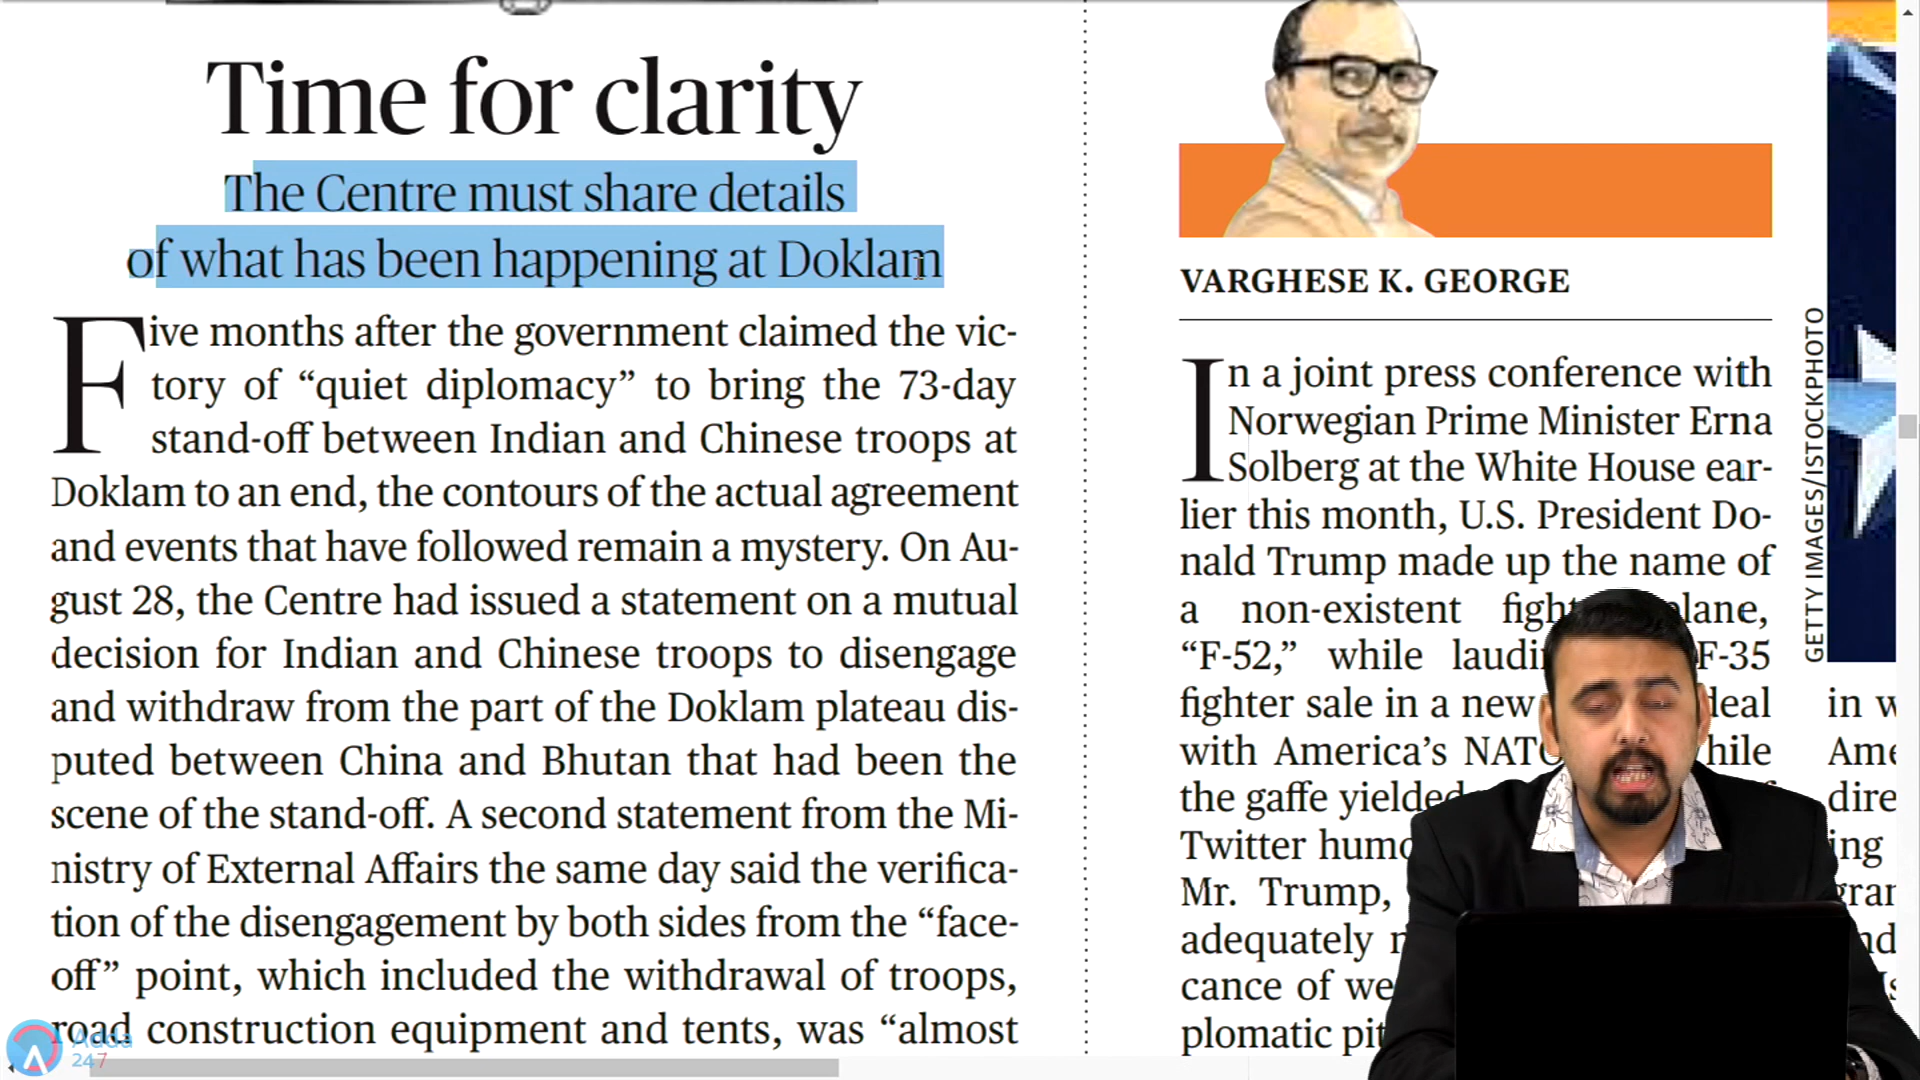 Time for clarity
The Centre must share details
of what has been happening at Doklam
Five months after the government claimed the vic-
tory of “quiet diplomacy” to bring the 73-day
stand-off between Indian and Chinese troops at
Doklam to an end, the contours of the actual agreement
and events that have followed remain a mystery. On Au-
gust 28, the Centre had issued a statement on a mutual
decision for Indian and Chinese troops to disengage
and withdraw from the part of the Doklam plateau dis-
puted between China and Bhutan that had been the
scene of the stand-off. A second statement from the Mi-
nistry of External Affairs the same day said the verifica-
tion of the disengagement by both sides from the “face-
off” point, which included the withdrawal of troops,
road construction equipment and tents, was “almost
VARGHESE K. GEORGE
In a joint press conference with
Norwegian Prime Minister Erna
Solberg at the White House ear-
lier this month, U.S. President Do-
nald Trump made up the name of
a non-existent plane,
“F-52,” while F-35
fighter sale in a new deal
with America’s
the gaffe yielded
Twitter
Mr. Trump,
adequately
cance of
plomatic
GETTY IMAGES/ISTOCKPHOTO
in
ing
Adda
247